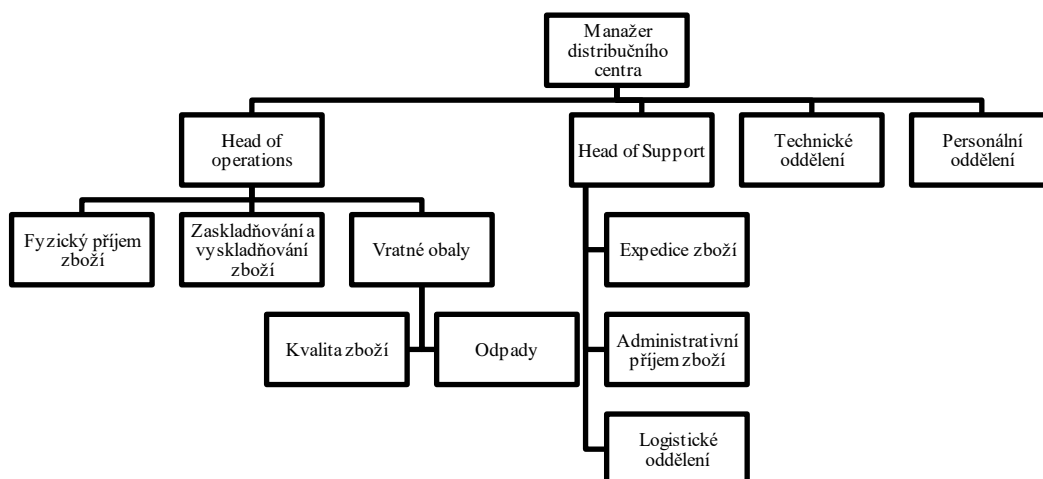 Manažer
distribučního
centra
Head of
operations
Head of Support
Technické
oddělení
Personální
oddělení
Fyzický příjem
zboží
Zaskladňování a
vyskladňování
zboží
Vratné obaly
Expedice zboží
Kvalita zboží
Odpady
Administrativní
příjem zboží
Logistické
oddělení